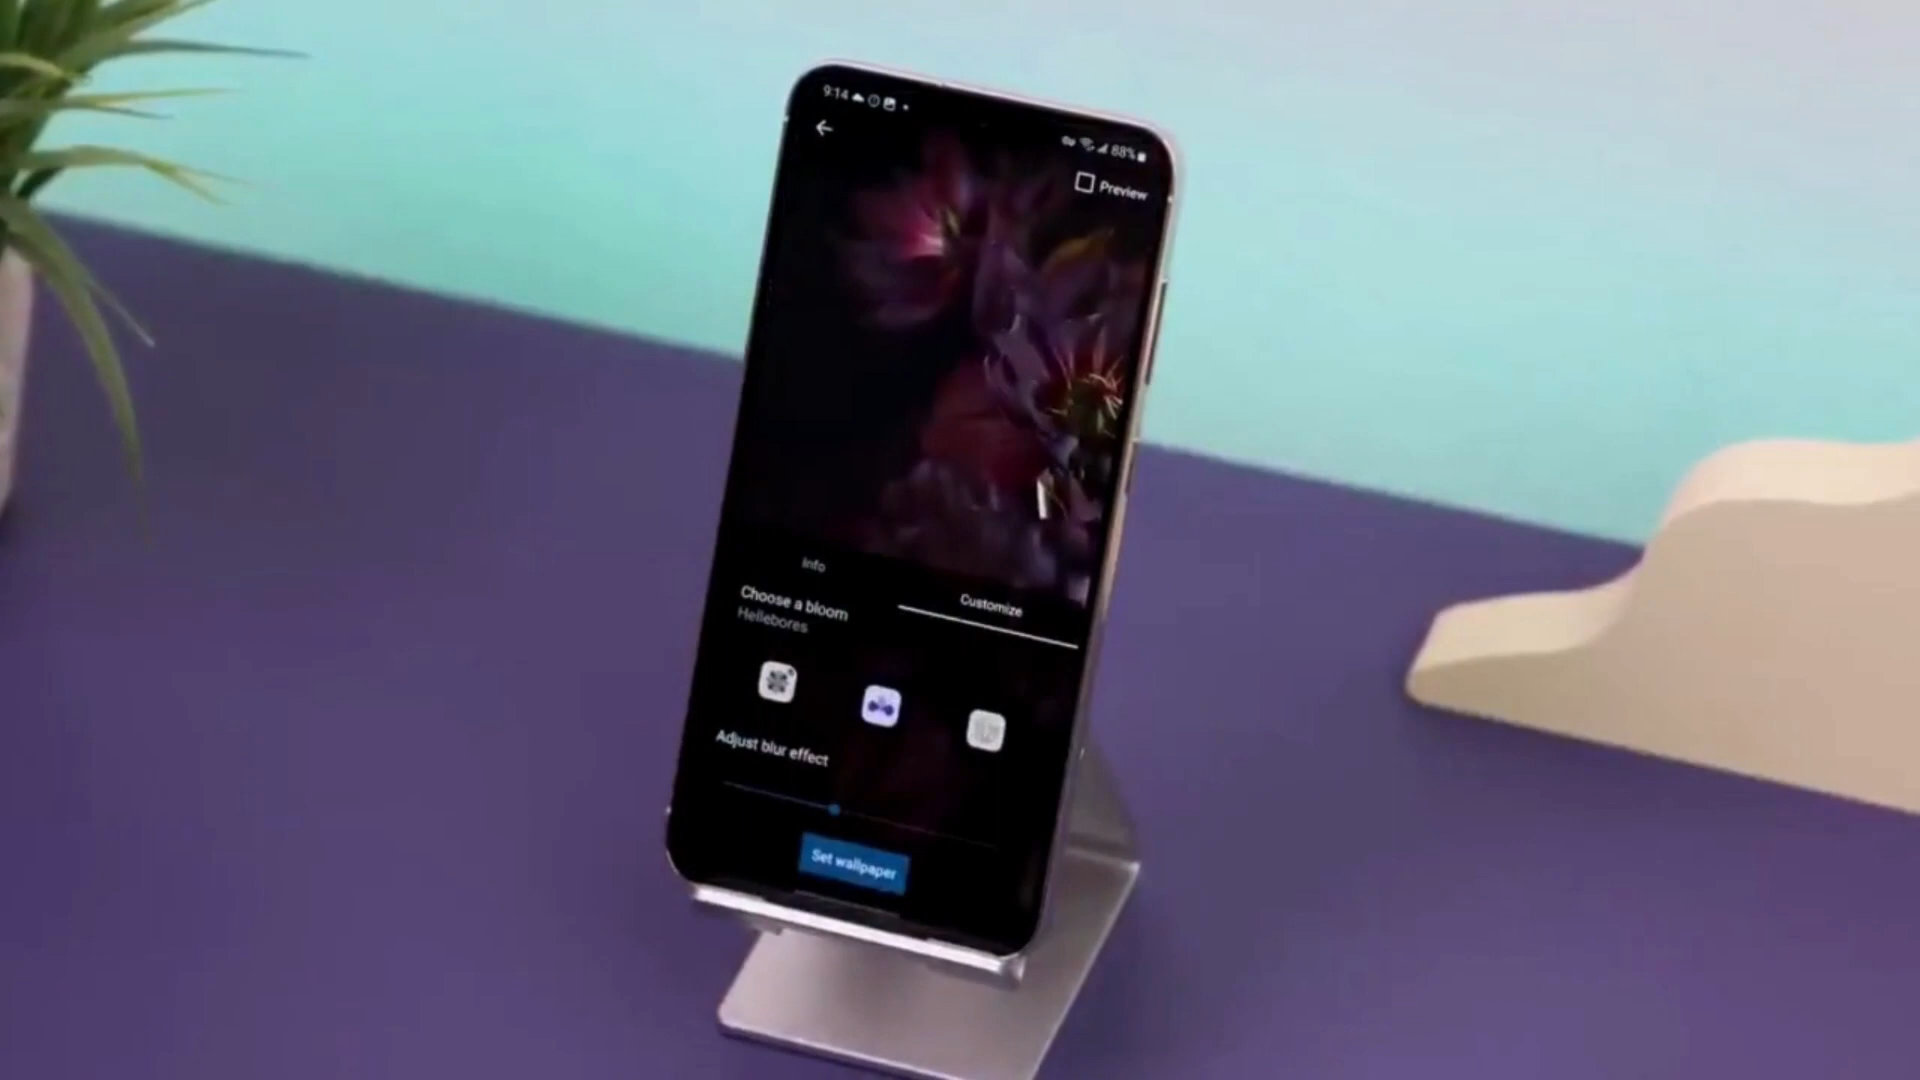 9:14
88%
Preview
Info
Customize
Choose a bloom
Hellebores
Adjust blur effect
Set wallpaper